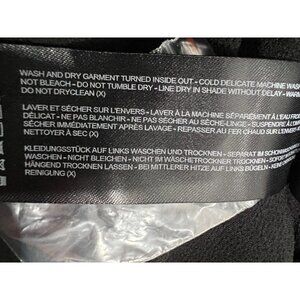 WASH AND DRY GARMENT TURNED INSIDE OUT - COLD DELICATE MACHINE WASH
NOT BLEACH - DO NOT TUMBLE DRY - LINE DRY IN SHADE WITHOUT DELAY - WARM
DO NOT DRYCLEAN (X)
LAVER ET SÉCHER SUR L'ENVERS - LAVER À LA MACHINE SÉPARÉMENT À L'EAU FROI
DÉLICAT - NE PAS BLANCHIR - NE PAS SÉCHER AU SÈCHE-LINGE - SUSPENDRE À L'OMBRE
IMMÉDIATEMENT APRÈS LAVAGE - REPASSER AU FER CHAUD SUR L'ENVERS
NETTOYER À SEC (X)
KLEIDUNGSSTÜCK AUF LINKS WASCHEN UND TROCKNEN - SEPARAT IM SCHONWASCH
WASCHEN - NICHT BLEICHEN - NICHT IM WÄSCHETROCKNER TROCKNEN - SOFORT
HÄNGEND TROCKNEN LASSEN - BEI MITTLERER HITZE AUF LINKS BÜGELN
REINIGUNG (X)